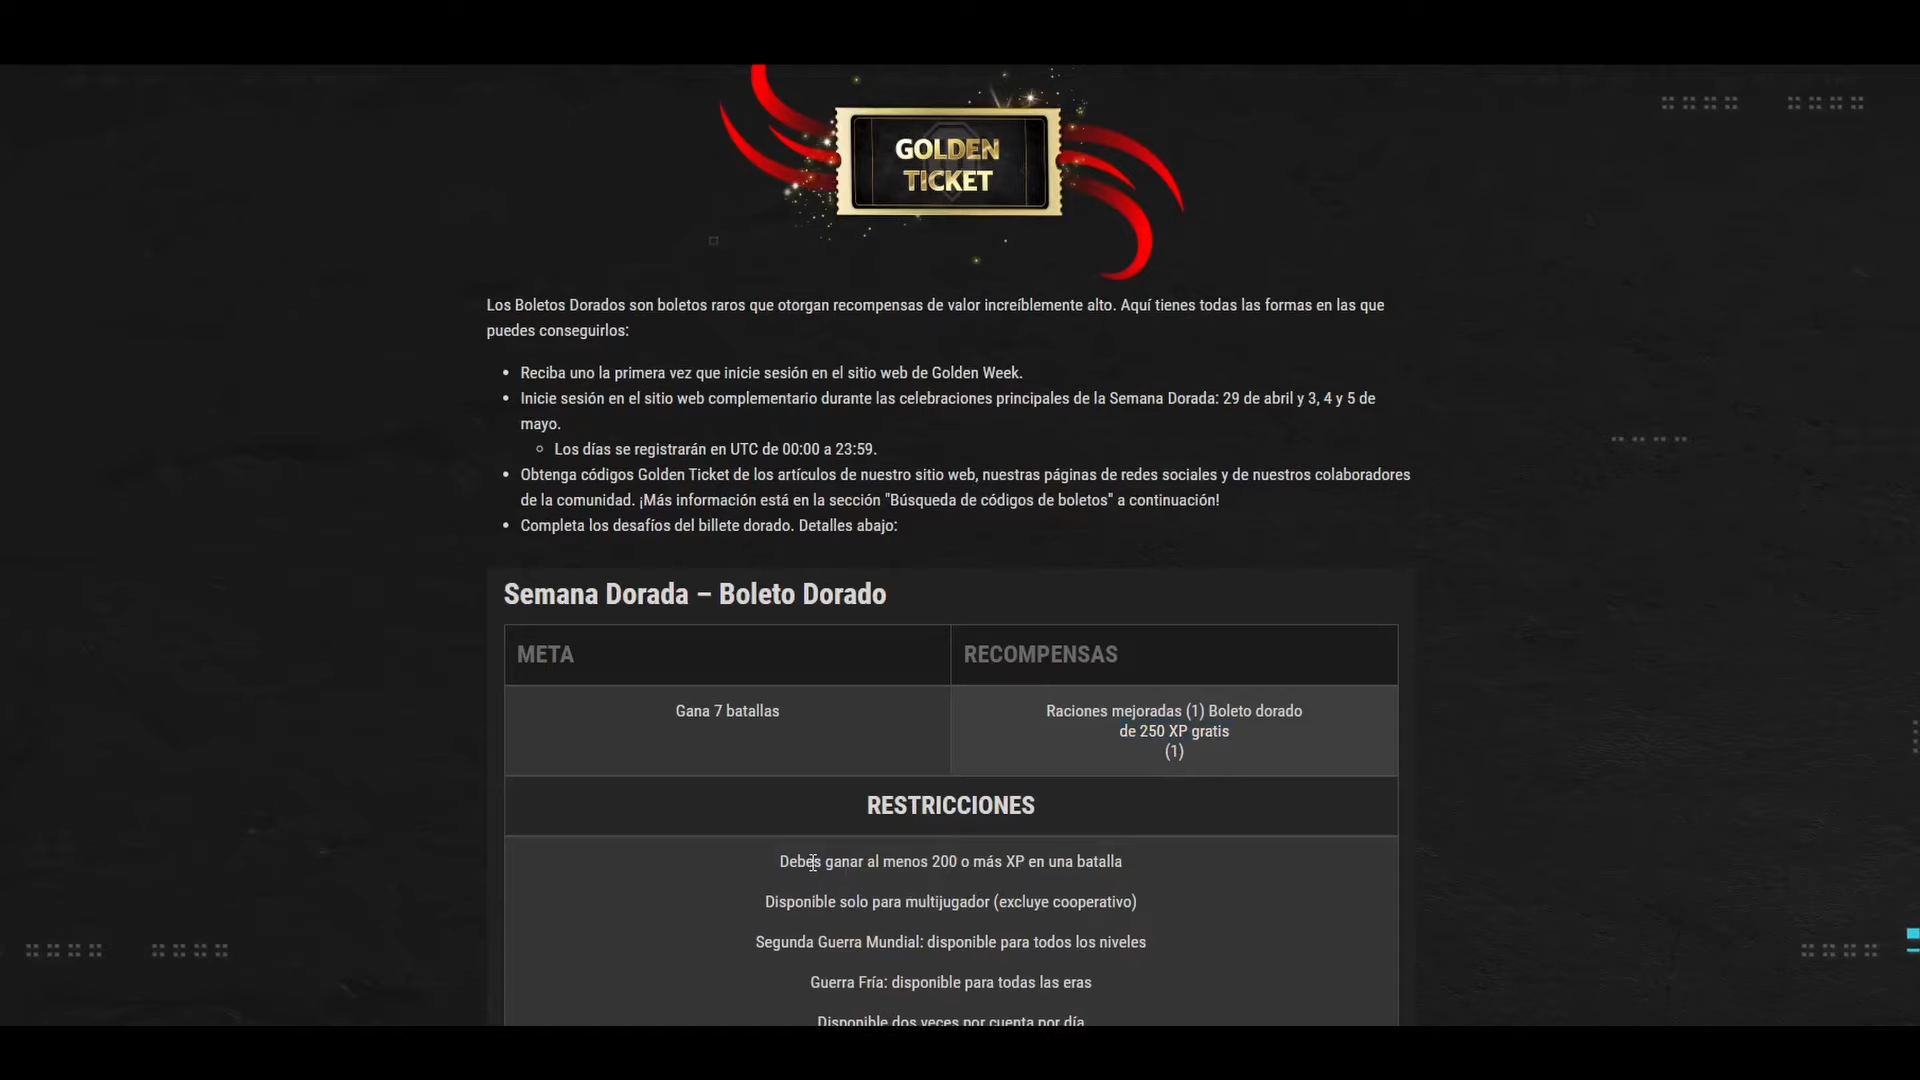 GOLDEN
TICKET
Los Boletos Dorados son boletos raros que otorgan recompensas de valor increíblemente alto. Aquí tienes todas las formas en las que
puedes conseguirlos:
Reciba uno la primera vez que inicie sesión en el sitio web de Golden Week.
Inicie sesión en el sitio web complementario durante las celebraciones principales de la Semana Dorada: 29 de abril y 3, 4 y 5 de
mayo.
Los días se registrarán en UTC de 00:00 a 23:59.
Obtenga códigos Golden Ticket de los artículos de nuestro sitio web, nuestras páginas de redes sociales y de nuestros colaboradores
de la comunidad. ¡Más información está en la sección "Búsqueda de códigos de boletos" a continuación!
Completa los desafíos del billete dorado. Detalles abajo:
Semana Dorada – Boleto Dorado
META
RECOMPENSAS
Gana 7 batallas
Raciones mejoradas (1) Boleto dorado
de 250 XP gratis
(1)
RESTRICCIONES
Debes ganar al menos 200 o más XP en una batalla
Disponible solo para multijugador (excluye cooperativo)
Segunda Guerra Mundial: disponible para todos los niveles
Guerra Fría: disponible para todas las eras
Disponible dos veces por cuenta por día